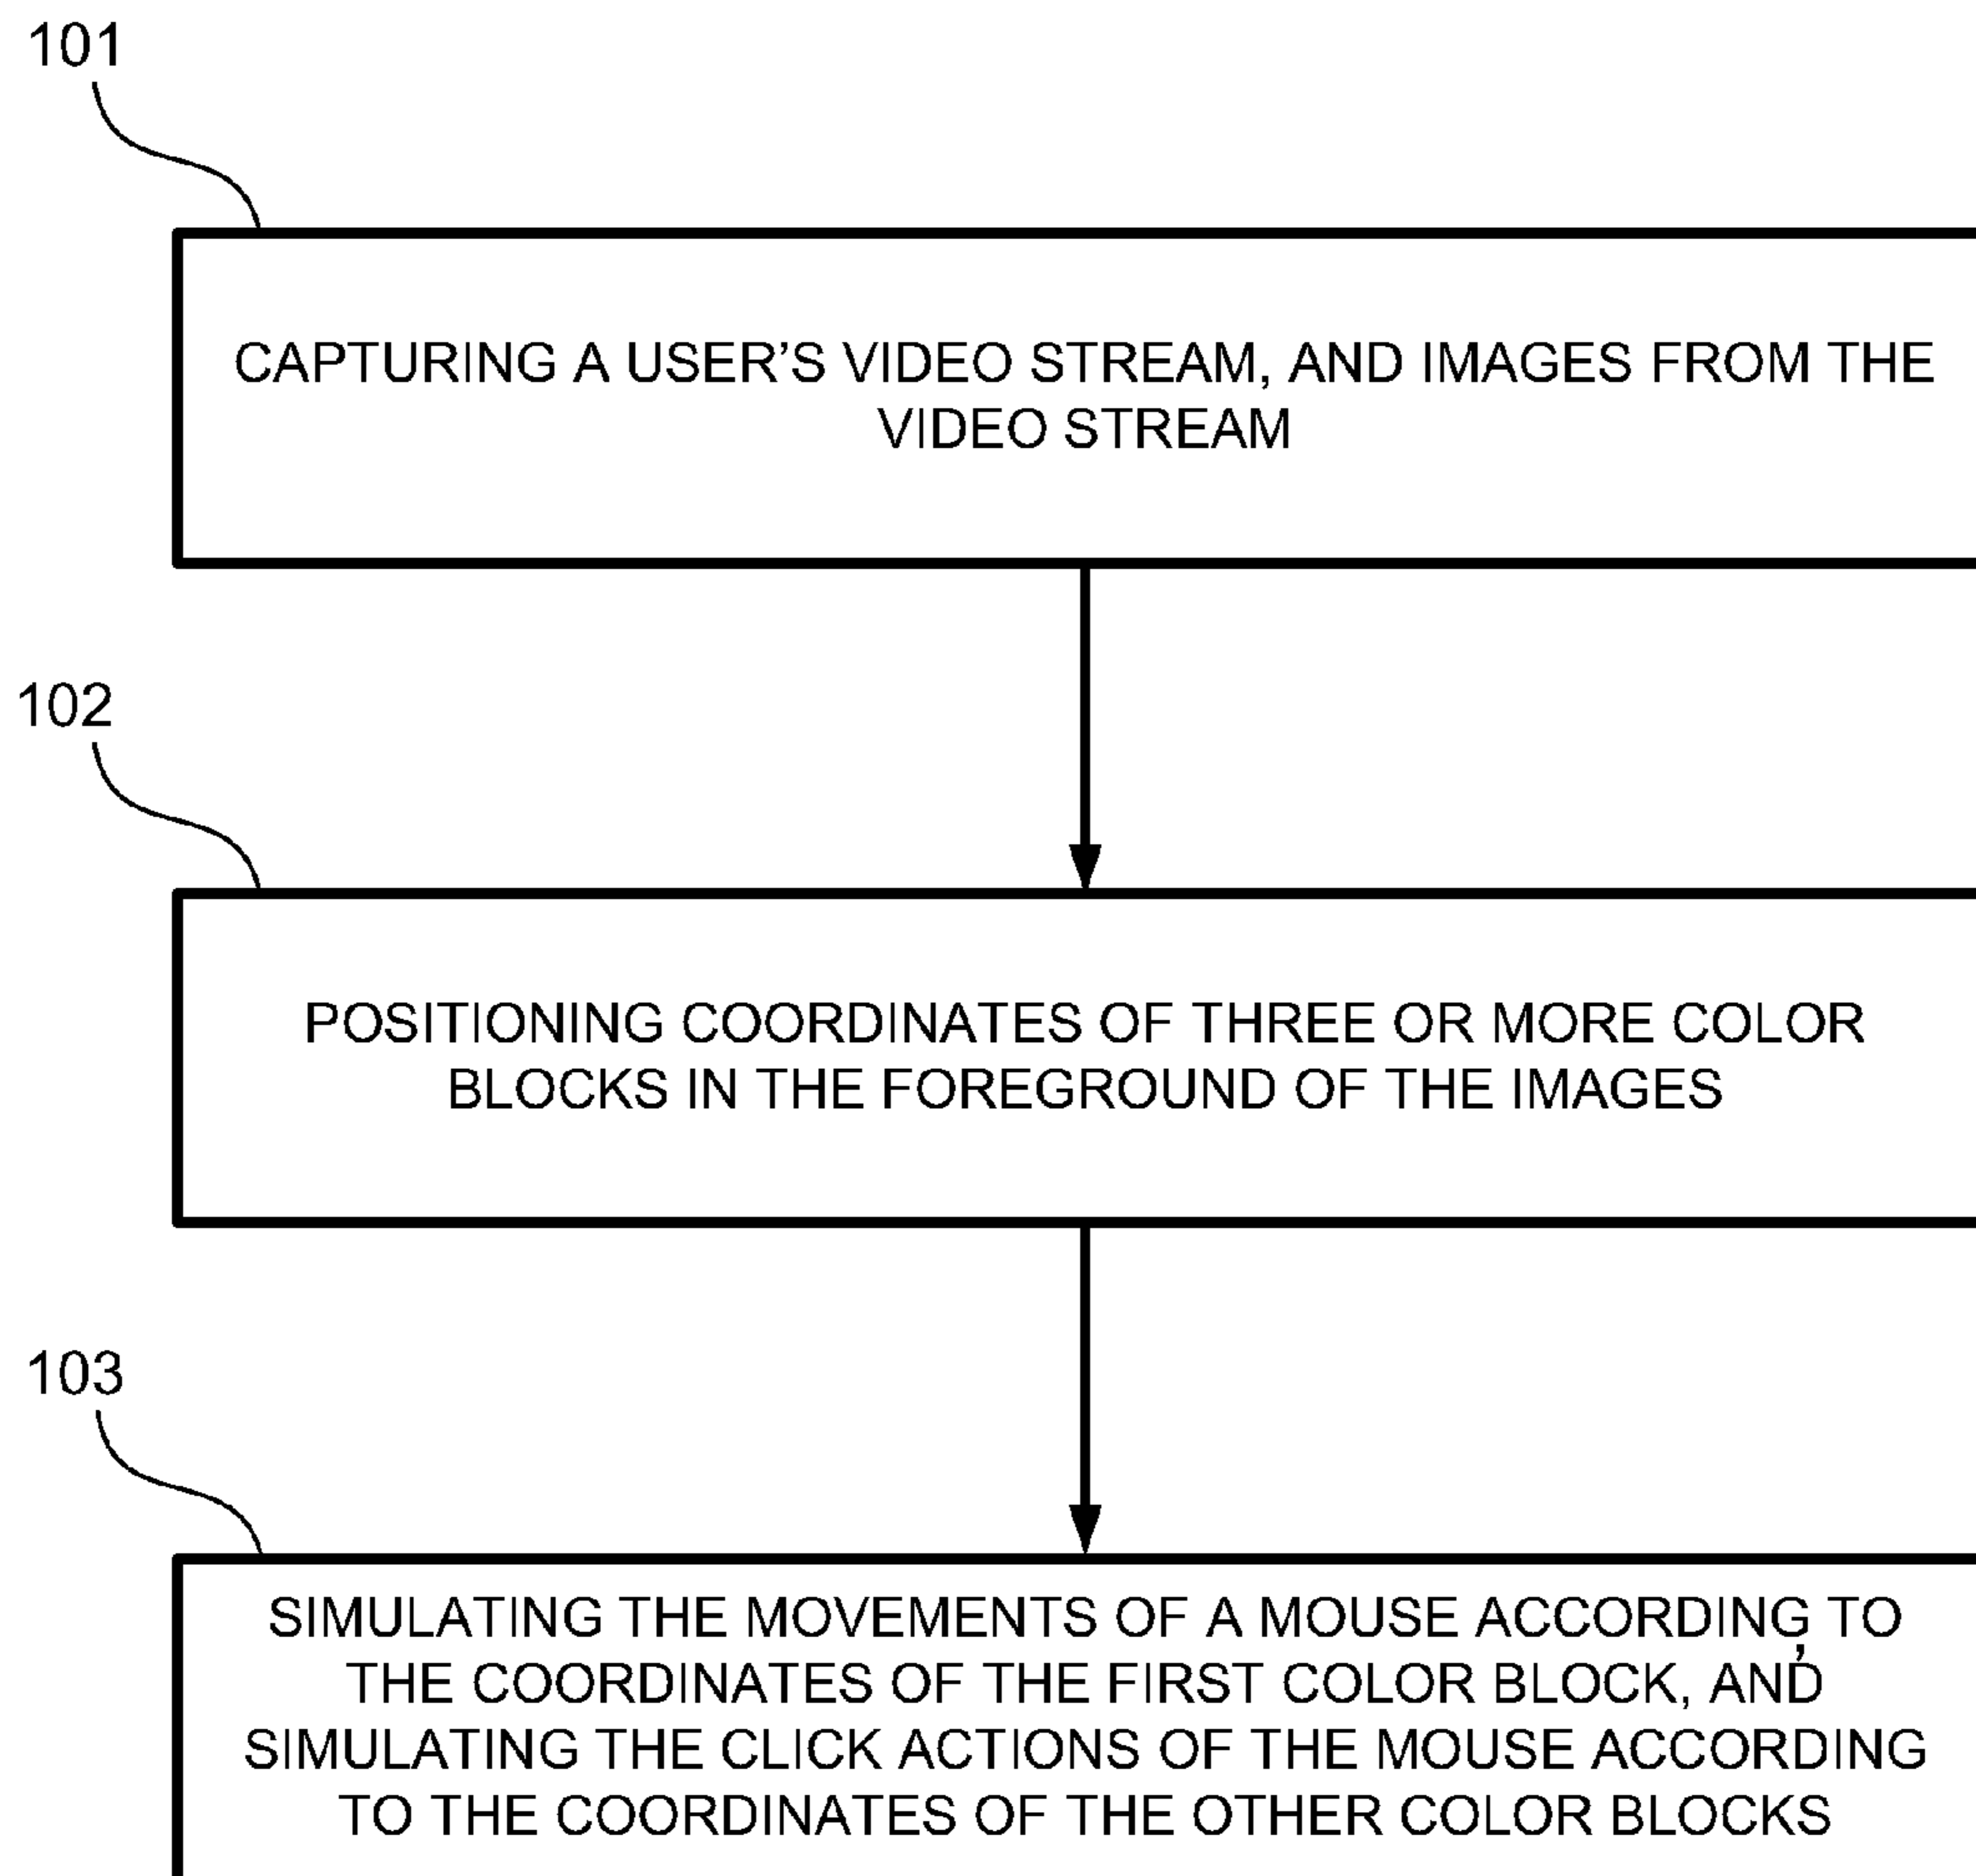 101
CAPTURING A USER’S VIDEO STREAM, AND IMAGES FROM THE
VIDEO STREAM
102
POSITIONING COORDINATES OF THREE OR MORE COLOR
BLOCKS IN THE FOREGROUND OF THE IMAGES
103
SIMULATING THE MOVEMENTS OF A MOUSE ACCORDING, TO
THE COORDINATES OF THE FIRST COLOR BLOCK, AND
SIMULATING THE CLICK ACTIONS OF THE MOUSE ACCORDING
TO THE COORDINATES OF THE OTHER COLOR BLOCKS